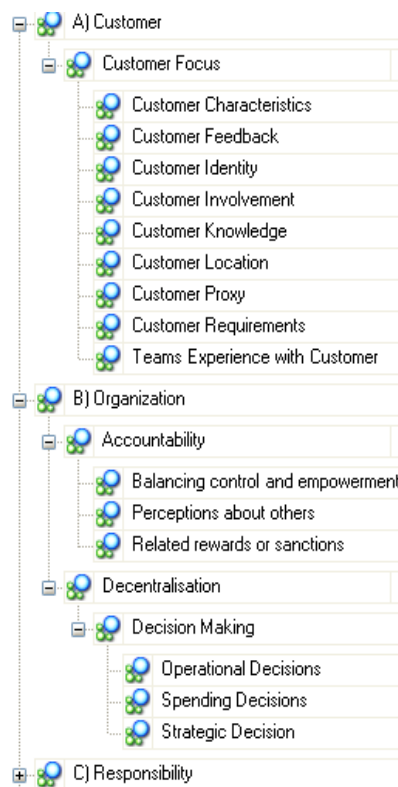 A) Customer
Customer Focus
Customer Characteristics
Customer Feedback
Customer Identity
Customer Involvement
Customer Knowledge
Customer Location
Customer Proxy
Customer Requirements
Teams Experience with Customer
B) Organization
Accountability
Balancing control and empowerment
Perceptions about others
Related rewards or sanctions
Decentralisation
Decision Making
Operational Decisions
Spending Decisions
Strategic Decision
C) Responsibility